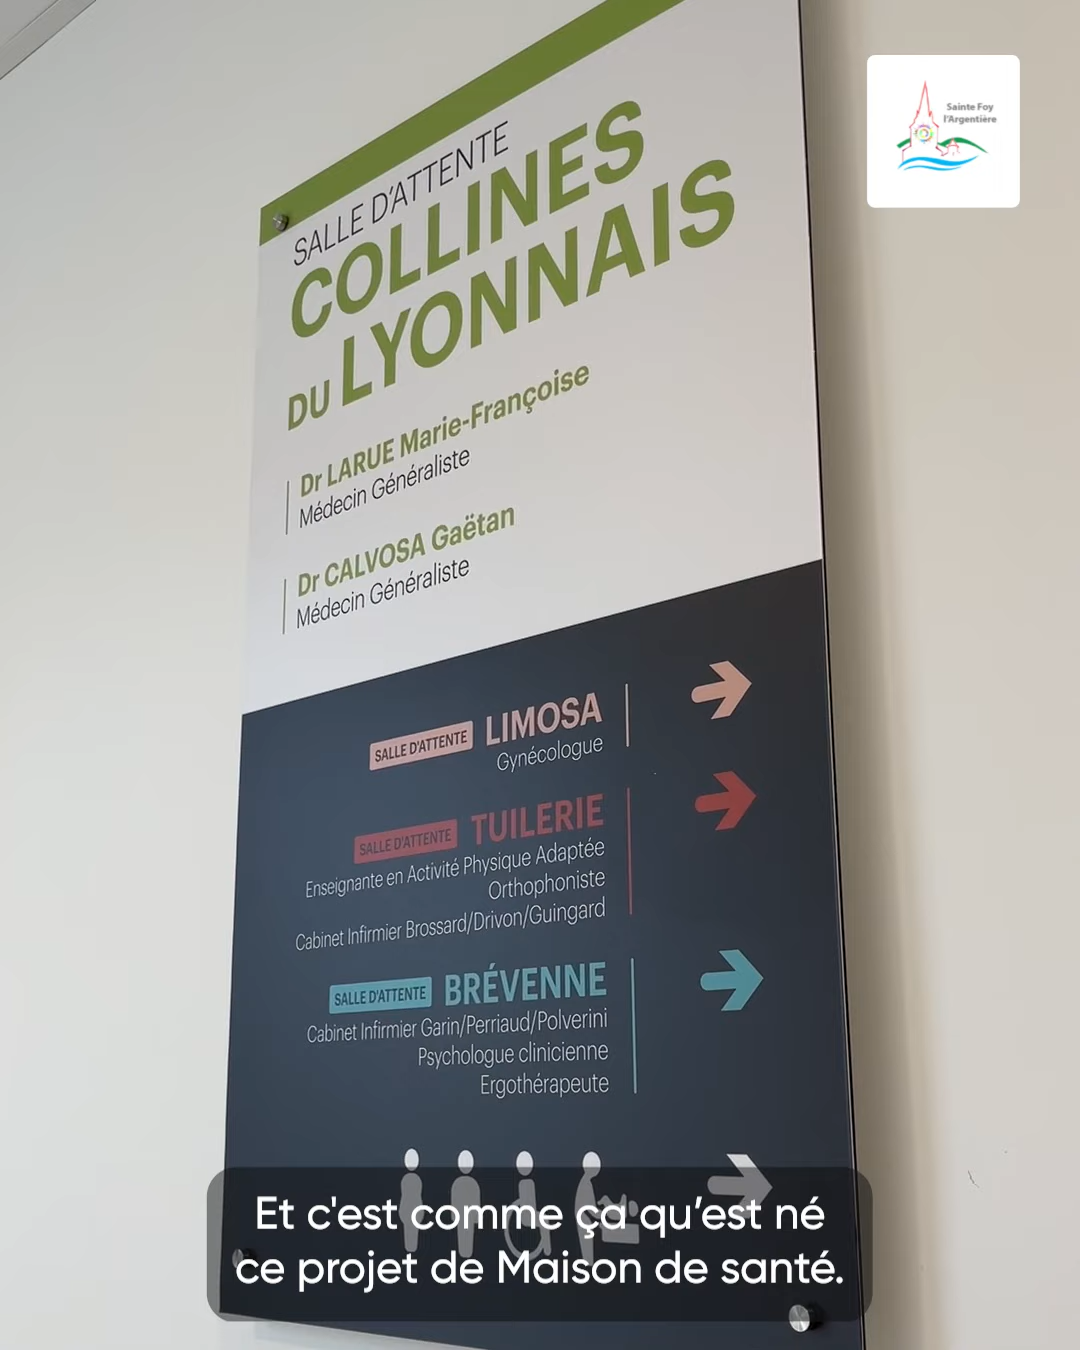 Sainte Foy
l'Argentière
SALLE D'ATTENTE
COLLINES
DU LYONNAIS
Dr LARUE Marie-Françoise
Médecin Généraliste
Dr CALVOSA Gaëtan
Médecin Généraliste
SALLE D'ATTENTE LIMOSA
Gynécologue
SALLE D'ATTENTE TUILERIE
Enseignante en Activité Physique Adaptée
Orthophoniste
Cabinet Infirmier Brossard/Drivon/Guingard
SALLE D'ATTENTE BRÉVENNE
Cabinet Infirmier Garin/Perriaud/Polverini
Psychologue clinicienne
Ergothérapeute
Et c'est comme ça qu’est né
ce projet de Maison de santé.